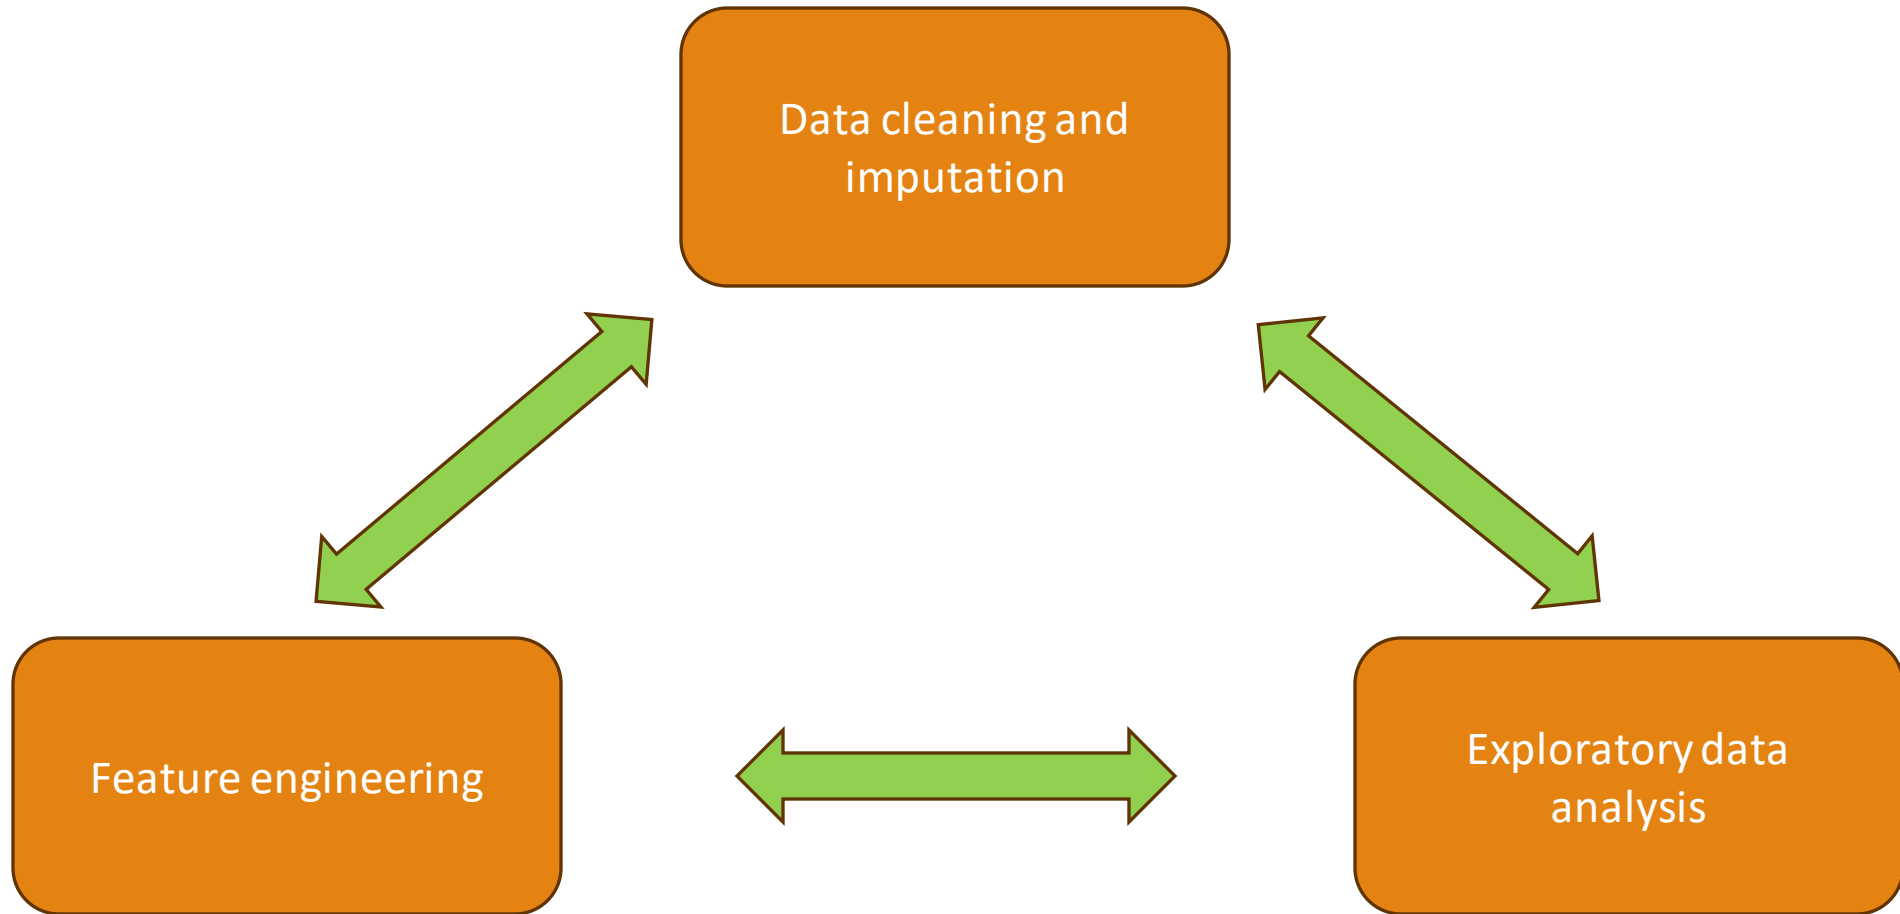 Data cleaning and
imputation
Feature engineering
Exploratory data
analysis